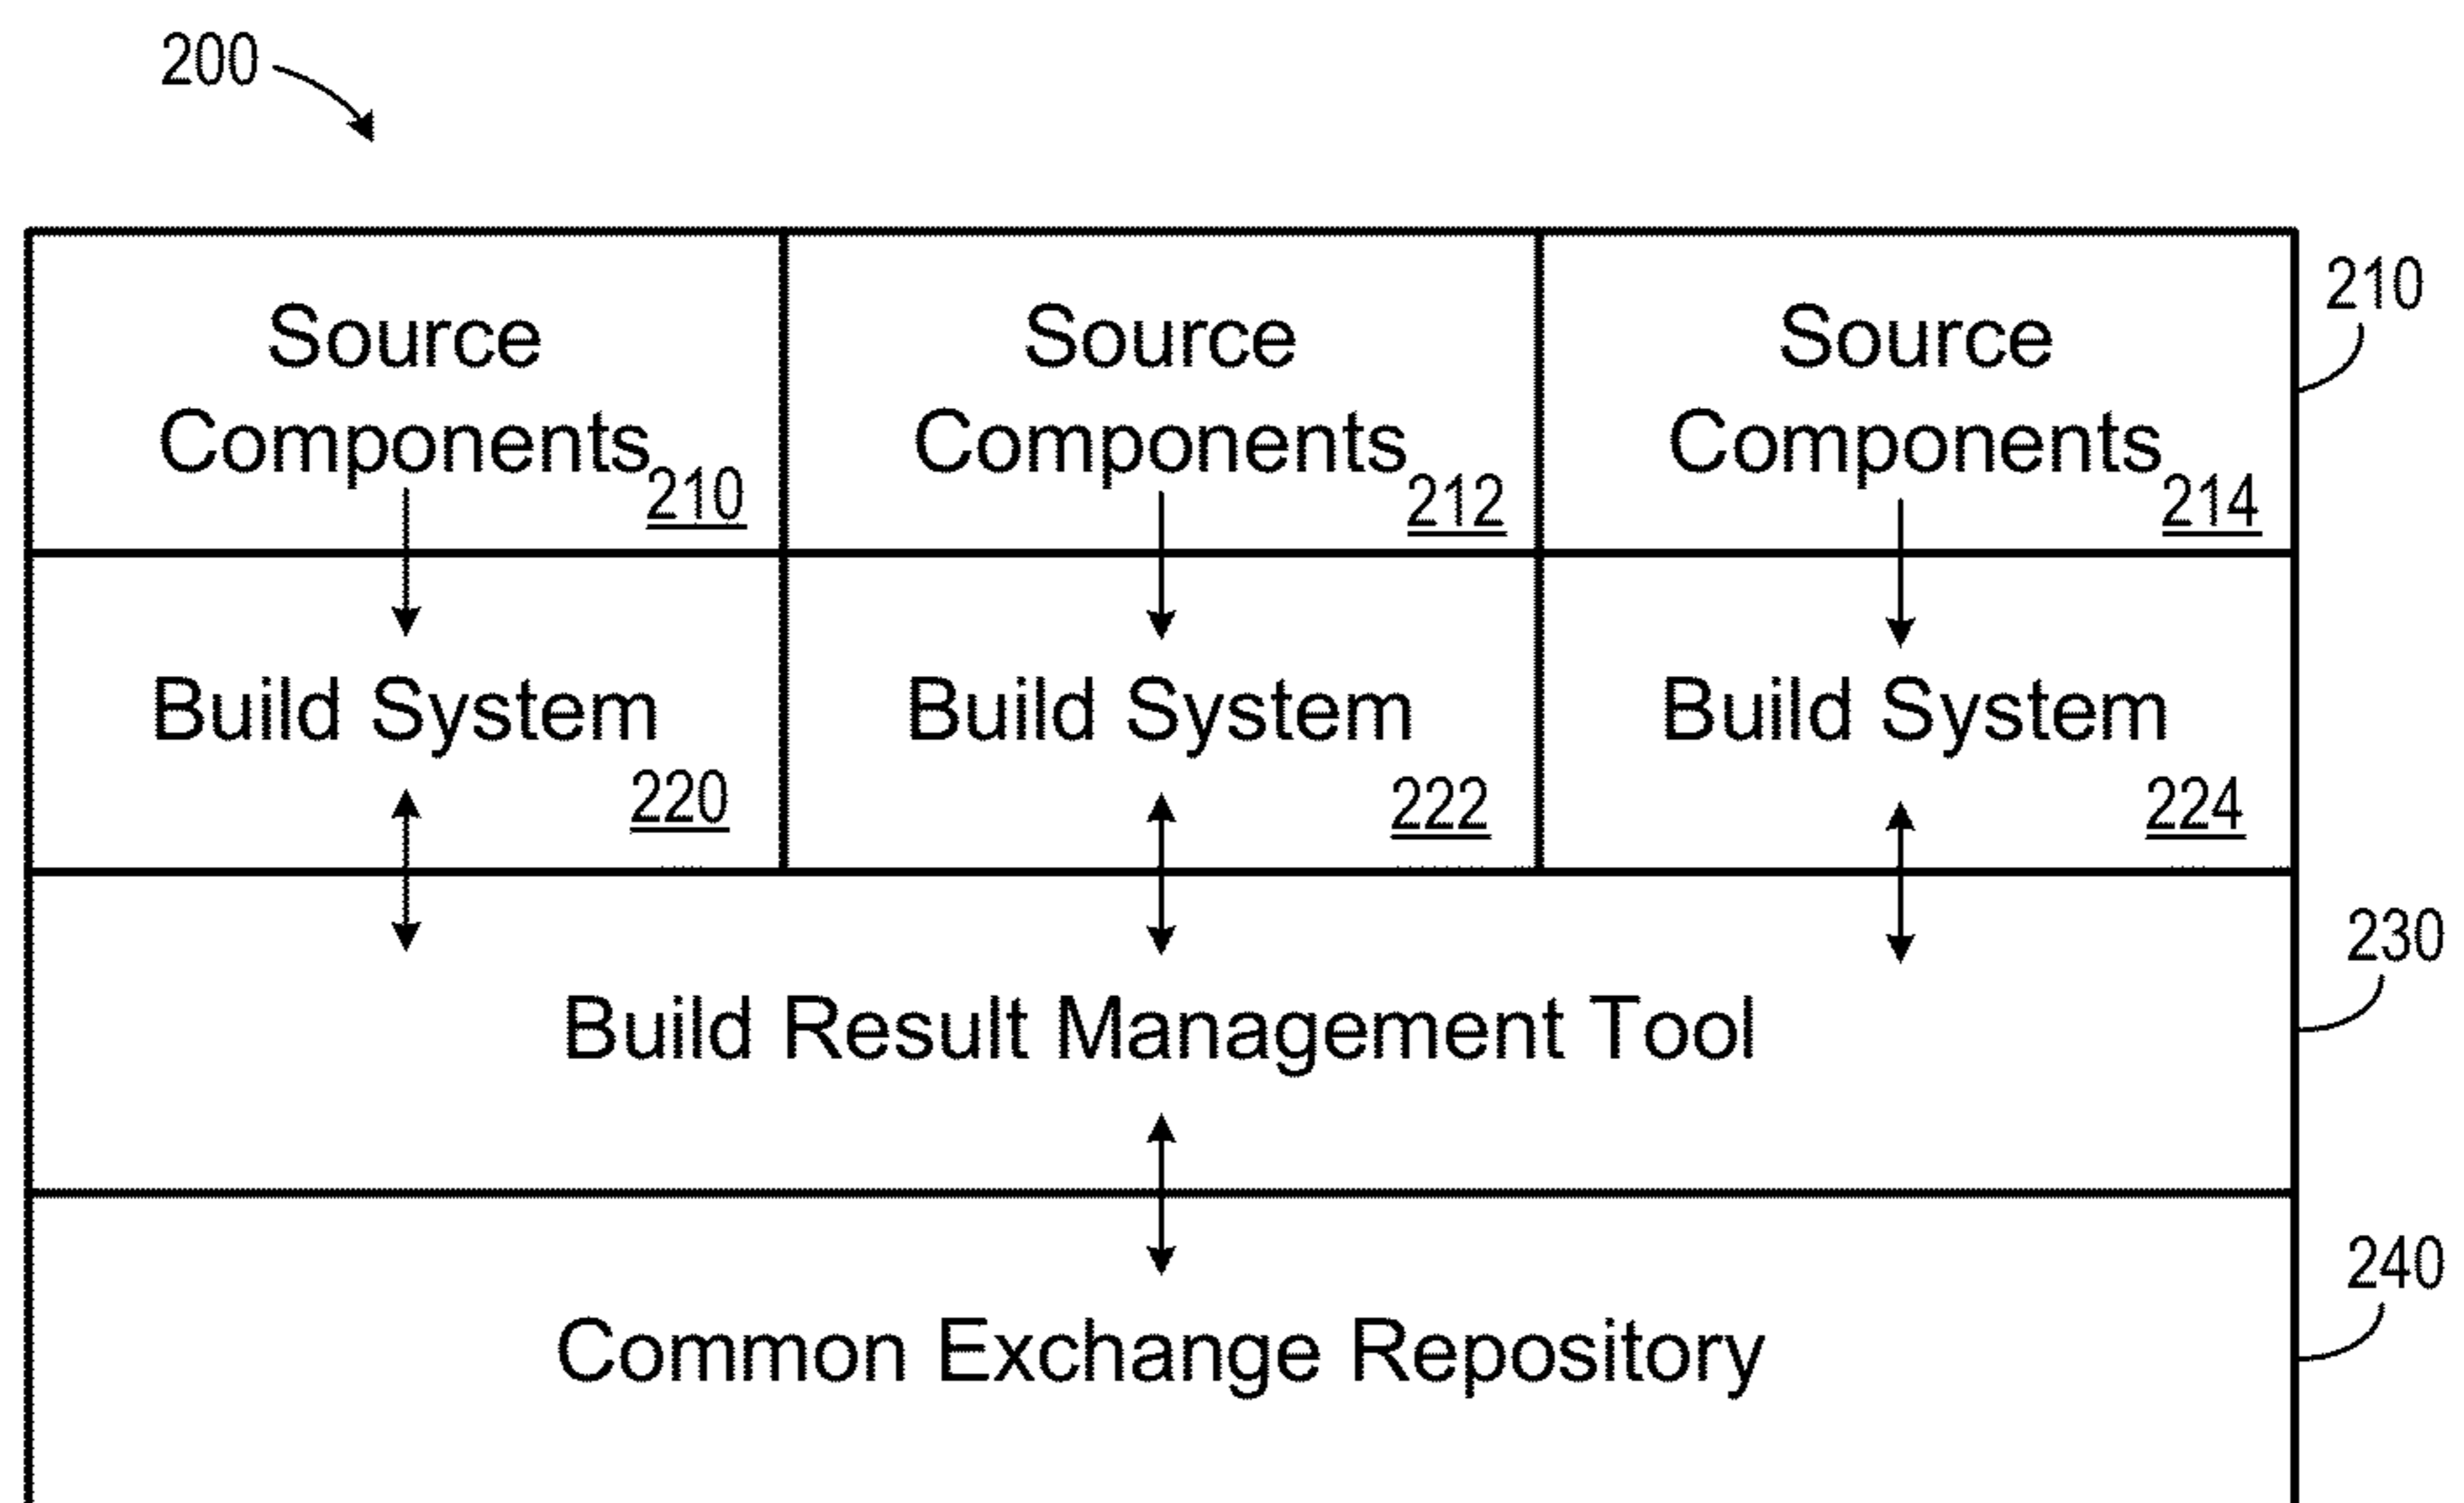 200
210
Source Components 210
Source Components 212
Source Components 214
Build System 220
Build System 222
Build System 224
230
Build Result Management Tool
240
Common Exchange Repository